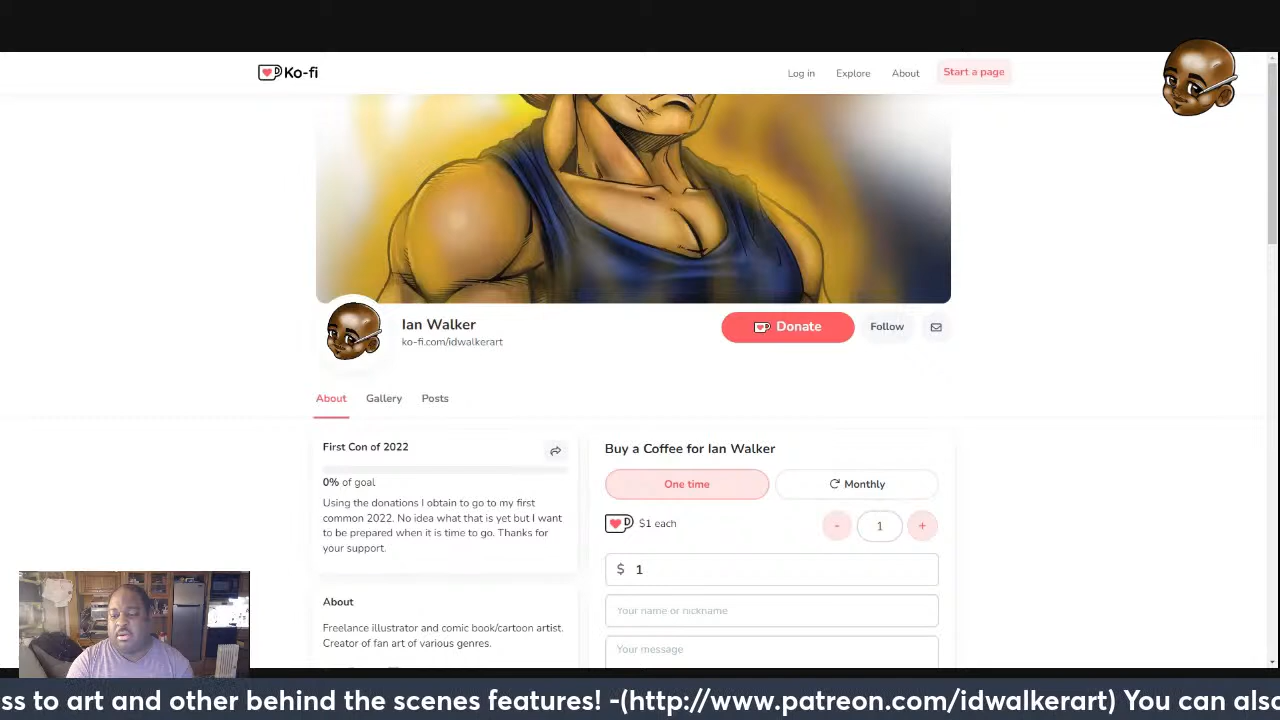 Ko-fi
Log in
Explore
About
Start a page
Ian Walker
ko-fi.com/idwalkerart
Donate
Follow
About
Gallery
Posts
First Con of 2022
0% of goal
Using the donations I obtain to go to my first
common 2022. No idea what that is yet but I want
to be prepared when it is time to go. Thanks for
your support.
About
Freelance illustrator and comic book/cartoon artist.
Creator of fan art of various genres.
Buy a Coffee for Ian Walker
One time
Monthly
$1 each
- 1 +
$ 1
Your name or nickname
Your message
ss to art and other behind the scenes features! -(http://www.patreon.com/idwalkerart) You can also